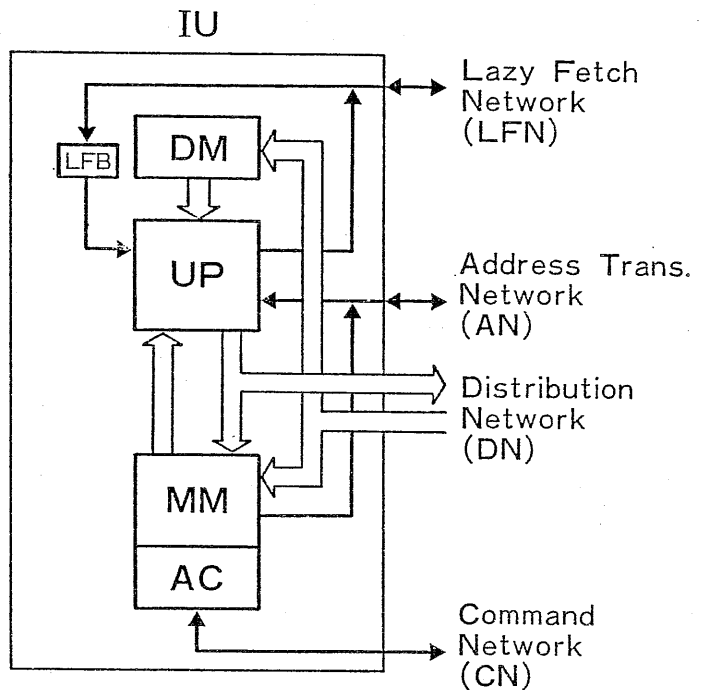 IU
Lazy Fetch
Network
(LFN)
LFB
DM
UP
Address Trans.
Network
(AN)
Distribution
Network
(DN)
MM
AC
Command
Network
(CN)